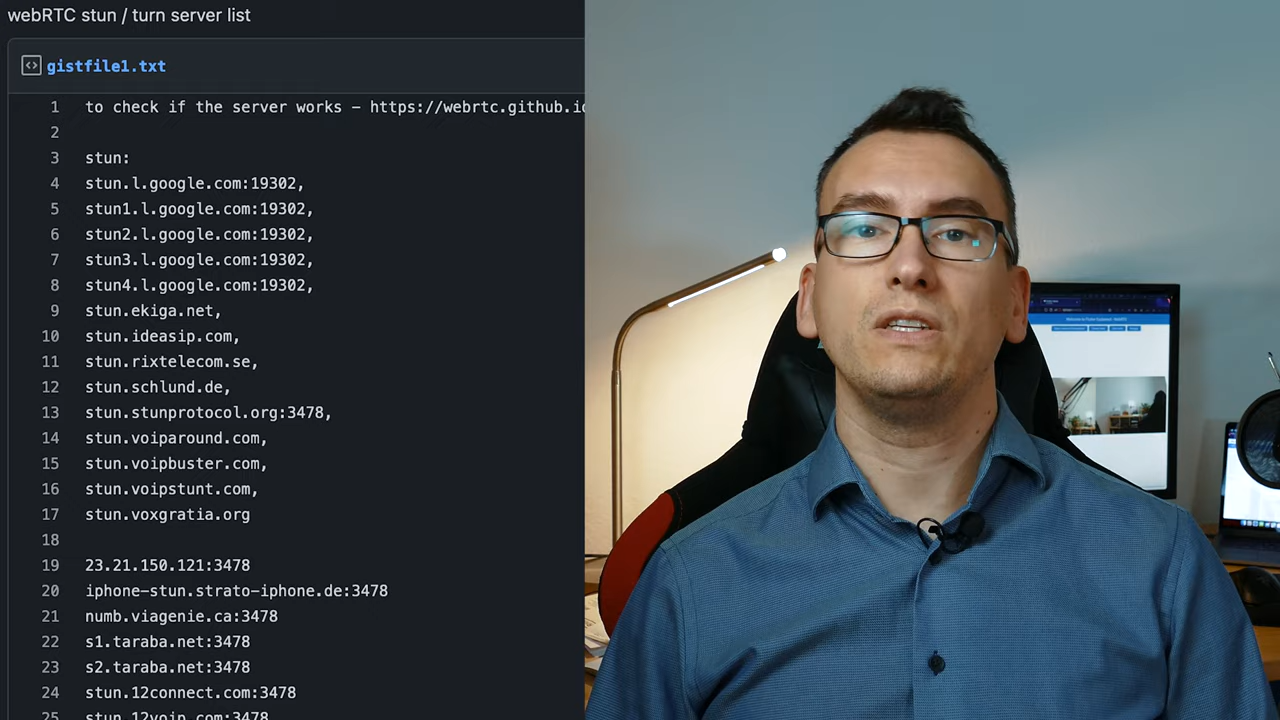 webRTC stun / turn server list
gistfile1.txt
1 to check if the server works – https://webrtc.github.io
2
3 stun:
4 stun.l.google.com:19302,
5 stun1.l.google.com:19302,
6 stun2.l.google.com:19302,
7 stun3.l.google.com:19302,
8 stun4.l.google.com:19302,
9 stun.ekiga.net,
10 stun.ideasip.com,
11 stun.rixtelecom.se,
12 stun.schlund.de,
13 stun.stunprotocol.org:3478,
14 stun.voiparound.com,
15 stun.voipbuster.com,
16 stun.voipstunt.com,
17 stun.voxgratia.org
18
19 23.21.150.121:3478
20 iphone-stun.strato-iphone.de:3478
21 numb.viagenie.ca:3478
22 s1.taraba.net:3478
23 s2.taraba.net:3478
24 stun.12connect.com:3478
25 stun.12voip.com:3478